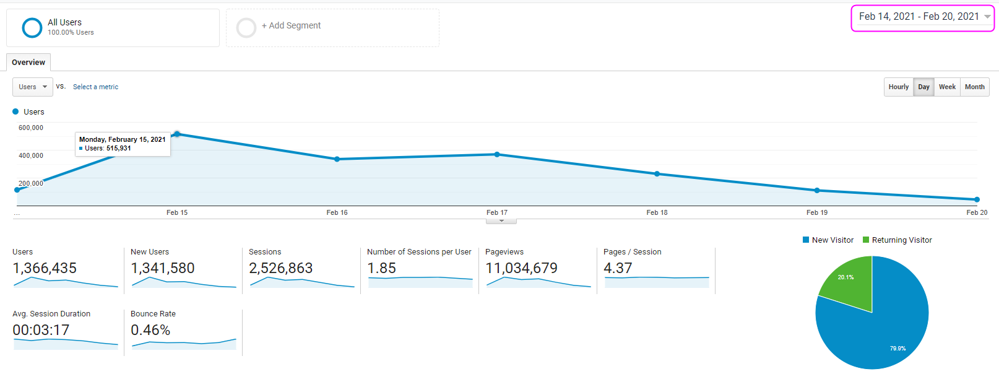 All Users
100.00% Users
+ Add Segment
Feb 14, 2021 - Feb 20, 2021
Overview
Users
vs.
Select a metric
Hourly
Day
Week
Month
Users
600,000
400,000
200,000
Monday, February 15, 2021
Users: 515,931
...
Feb 15
Feb 16
Feb 17
Feb 18
Feb 19
Feb 20
Users
1,366,435
New Users
1,341,580
Sessions
2,526,863
Number of Sessions per User
1.85
Pageviews
11,034,679
Pages / Session
4.37
Avg. Session Duration
00:03:17
Bounce Rate
0.46%
New Visitor
Returning Visitor
20.1%
79.9%